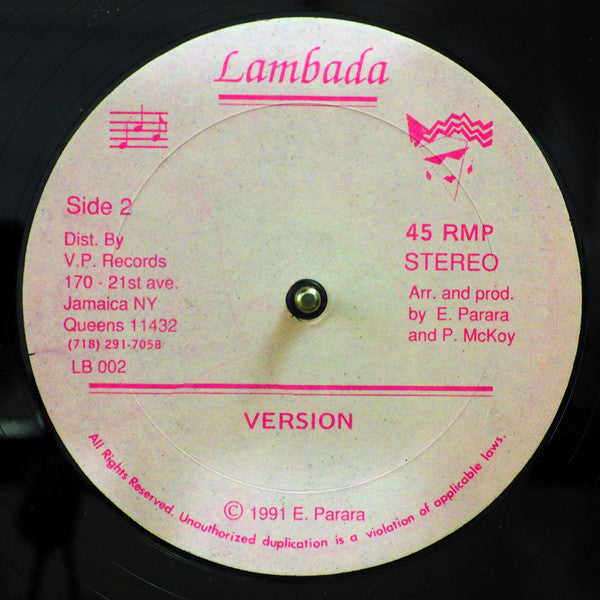 Lambada
Side 2
Dist. By
V.P. Records
170 - 21st ave.
Jamaica NY
Queens 11432
(718) 291-7058
LB 002
45 RMP
STEREO
Arr. and prod.
by E. Parara
and P. McKoy
VERSION
© 1991 E. Parara
All Rights Reserved. Unauthorized duplication is a violation of applicable laws.